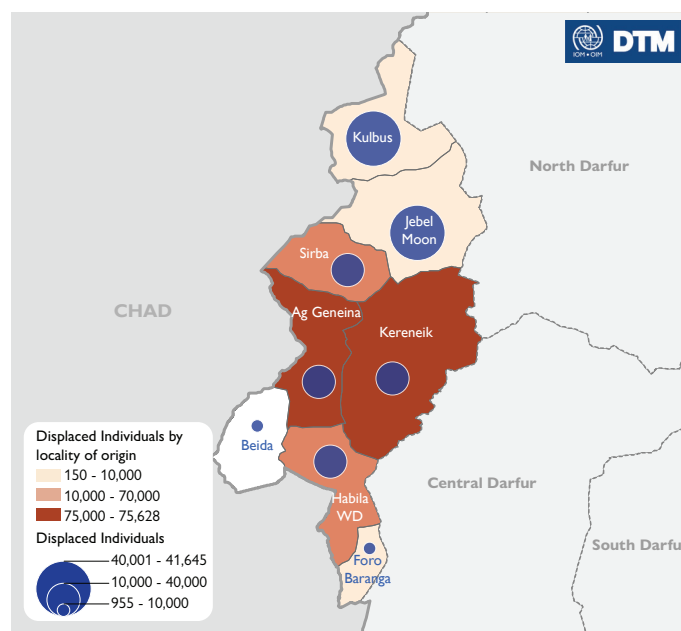 IOM • OIM
DTM
Kulbus
North Darfur
Jebel
Moon
Sirba
CHAD
Ag Geneina
Kereneik
Beida
Central Darfur
Habila
WD
South Darfu
Foro
Baranga
Displaced Individuals by
locality of origin
150 - 10,000
10,000 - 70,000
75,000 - 75,628
Displaced Individuals
40,001 - 41,645
10,000 - 40,000
955 - 10,000